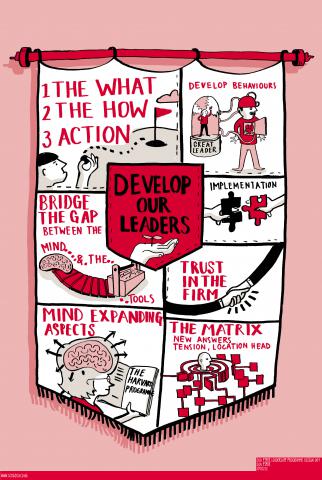 1 THE WHAT
2 THE HOW
3 ACTION
DEVELOP BEHAVIOURS
GREAT
LEADER
DEVELOP
OUR
LEADERS
IMPLEMENTATION
BRIDGE
THE GAP
BETWEEN THE
MIND
& THE
TOOLS
TRUST
IN THE
FIRM
MIND EXPANDING
ASPECTS
THE
HARVARD
PROGRAMME
THE MATRIX
NEW ANSWERS,
TENSION, LOCATION HEAD